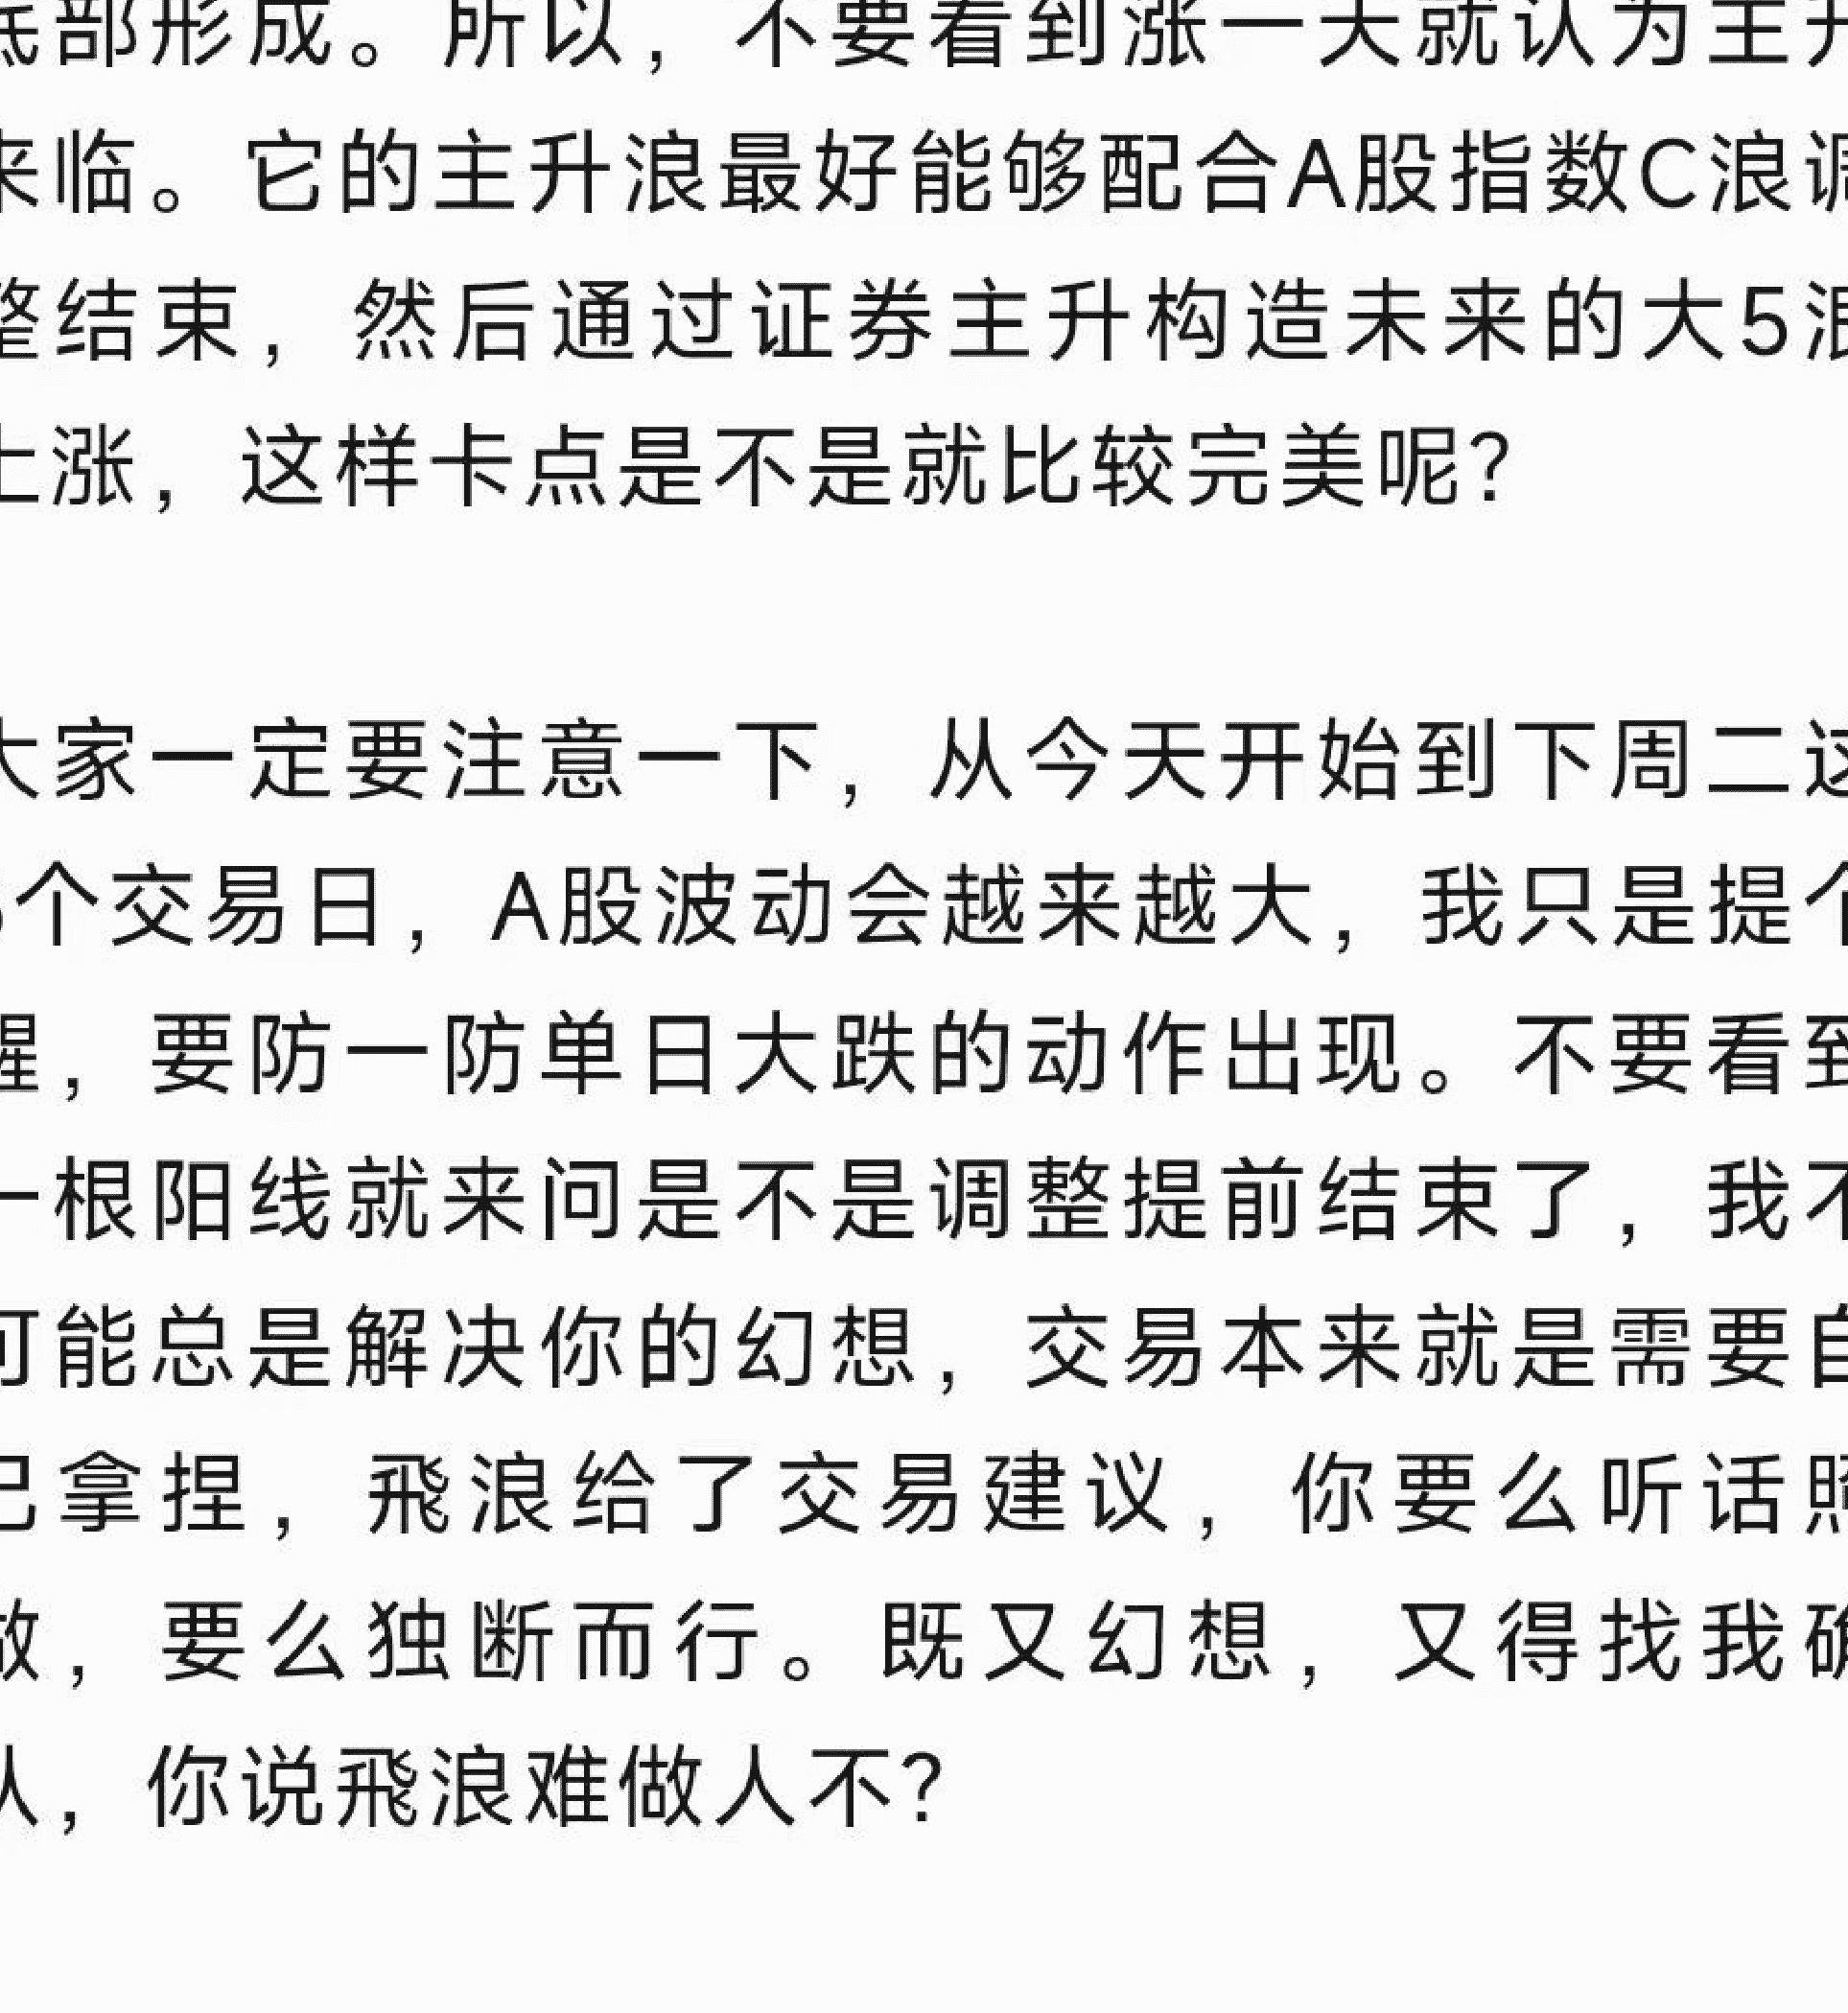 底部形成。所以，不要看到涨一天就认为主升
来临。它的主升浪最好能够配合A股指数C浪调
整结束，然后通过证券主升构造未来的大5浪
上涨，这样卡点是不是就比较完美呢？
大家一定要注意一下，从今天开始到下周二这
个交易日，A股波动会越来越大，我只是提个
醒，要防一防单日大跌的动作出现。不要看到
一根阳线就来问是不是调整提前结束了，我不
可能总是解决你的幻想，交易本来就是需要自
己拿捏，飛浪给了交易建议，你要么听话照
做，要么独断而行。既又幻想，又得找我确
认，你说飛浪难做人不？